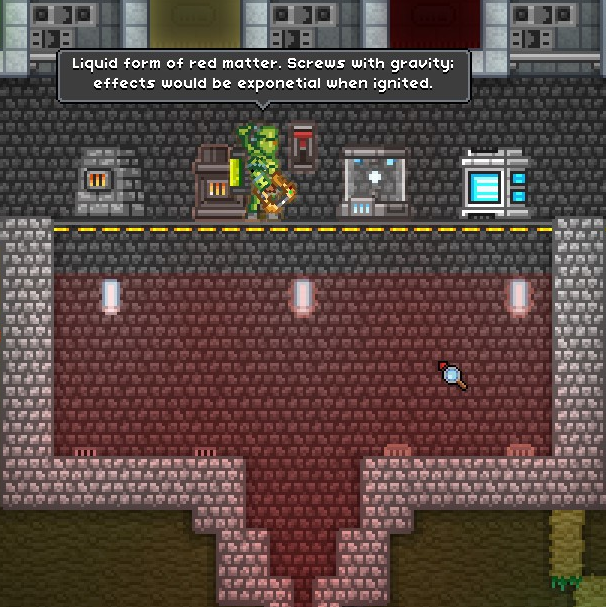 Liquid form of red matter. Screws with gravity;
effects would be exponetial when ignited.